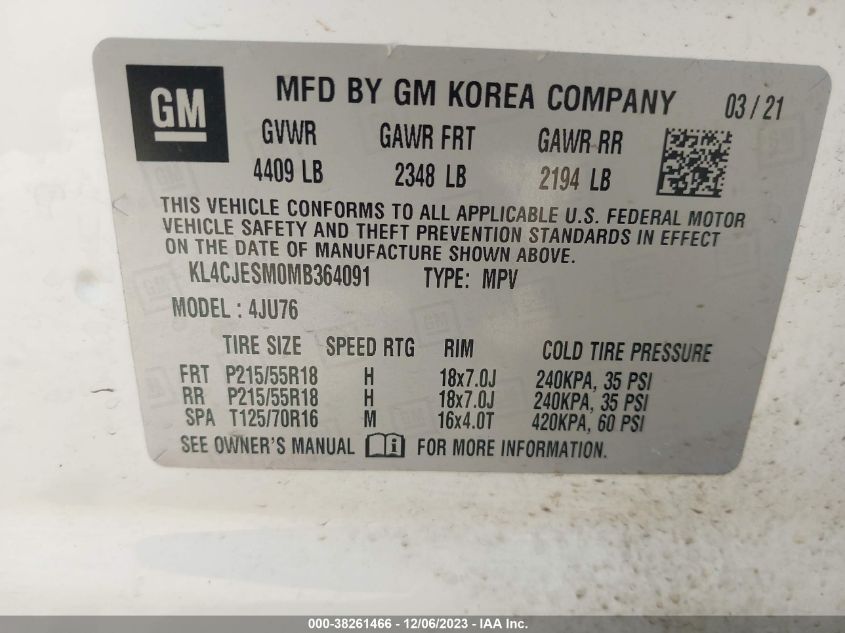 GM
MFD BY GM KOREA COMPANY 03 / 21
GVWR GAWR FRT GAWR RR
4409 LB 2348 LB 2194 LB
THIS VEHICLE CONFORMS TO ALL APPLICABLE U.S. FEDERAL MOTOR
VEHICLE SAFETY AND THEFT PREVENTION STANDARDS IN EFFECT
ON THE DATE OF MANUFACTURE SHOWN ABOVE.
KL4CJESM0MB364091 TYPE: MPV
MODEL : 4JU76
TIRE SIZE SPEED RTG RIM COLD TIRE PRESSURE
FRT P215/55R18 H 18x7.0J 240KPA, 35 PSI
RR P215/55R18 H 18x7.0J 240KPA, 35 PSI
SPA T125/70R16 M 16x4.0T 420KPA, 60 PSI
SEE OWNER'S MANUAL FOR MORE INFORMATION.
000-38261466 - 12/06/2023 - IAA Inc.